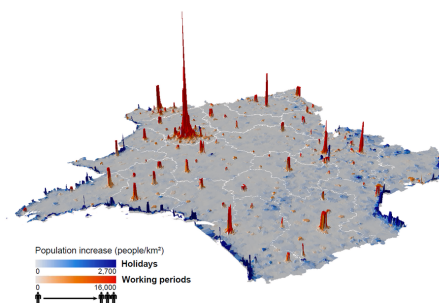 Population increase (people/km²)
Holidays
0 2,700
Working periods
0 16,000